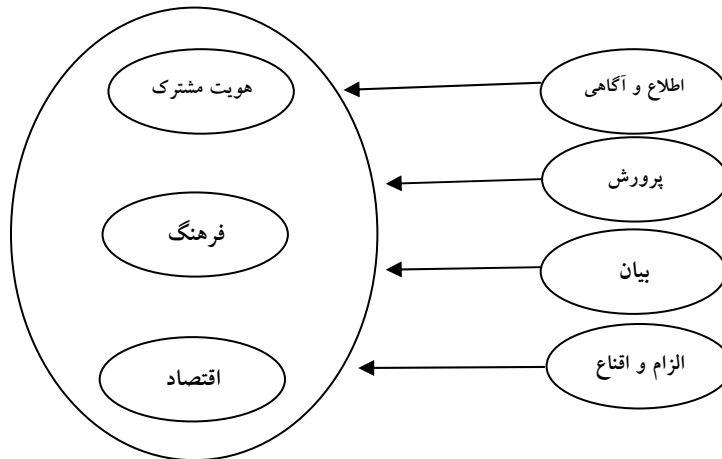 اطلاع و آگاهی
هویت مشترک
پرورش
فرهنگ
بیان
الزام و اقناع
اقتصاد